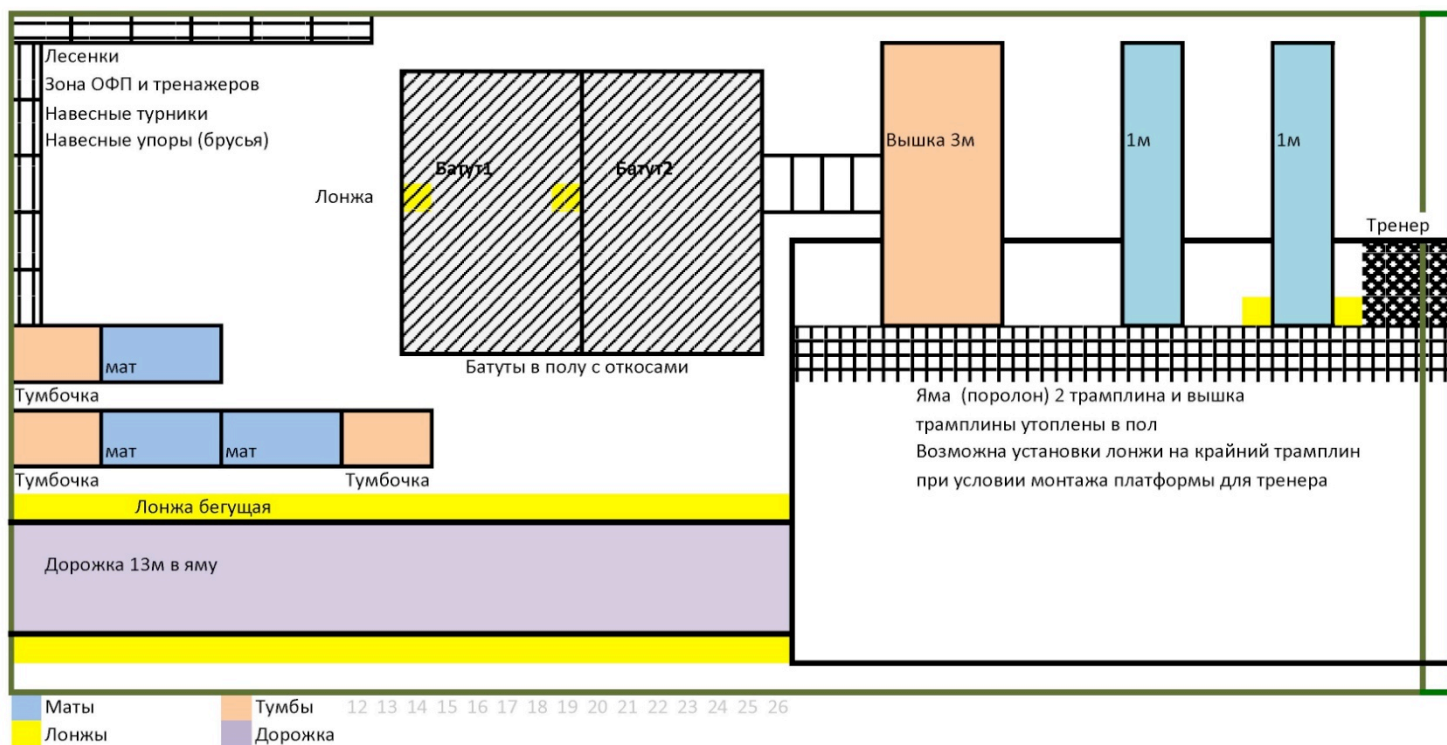 Лесенки
Зона ОФП и тренажеров
Навесные турники
Навесные упоры (брусья)
Вышка 3м
1м
1м
Батут1
Батут2
Лонжа
Тренер
Батуты в полу с откосами
мат
Тумбочка
Яма (поролон) 2 трамплина и вышка
трамплины утоплены в пол
Возможна установки лонжи на крайний трамплин
при условии монтажа платформы для тренера
мат
мат
Тумбочка
Тумбочка
Лонжа бегущая
Дорожка 13м в яму
Маты
Тумбы
12 13 14 15 16 17 18 19 20 21 22 23 24 25 26
Лонжы
Дорожка